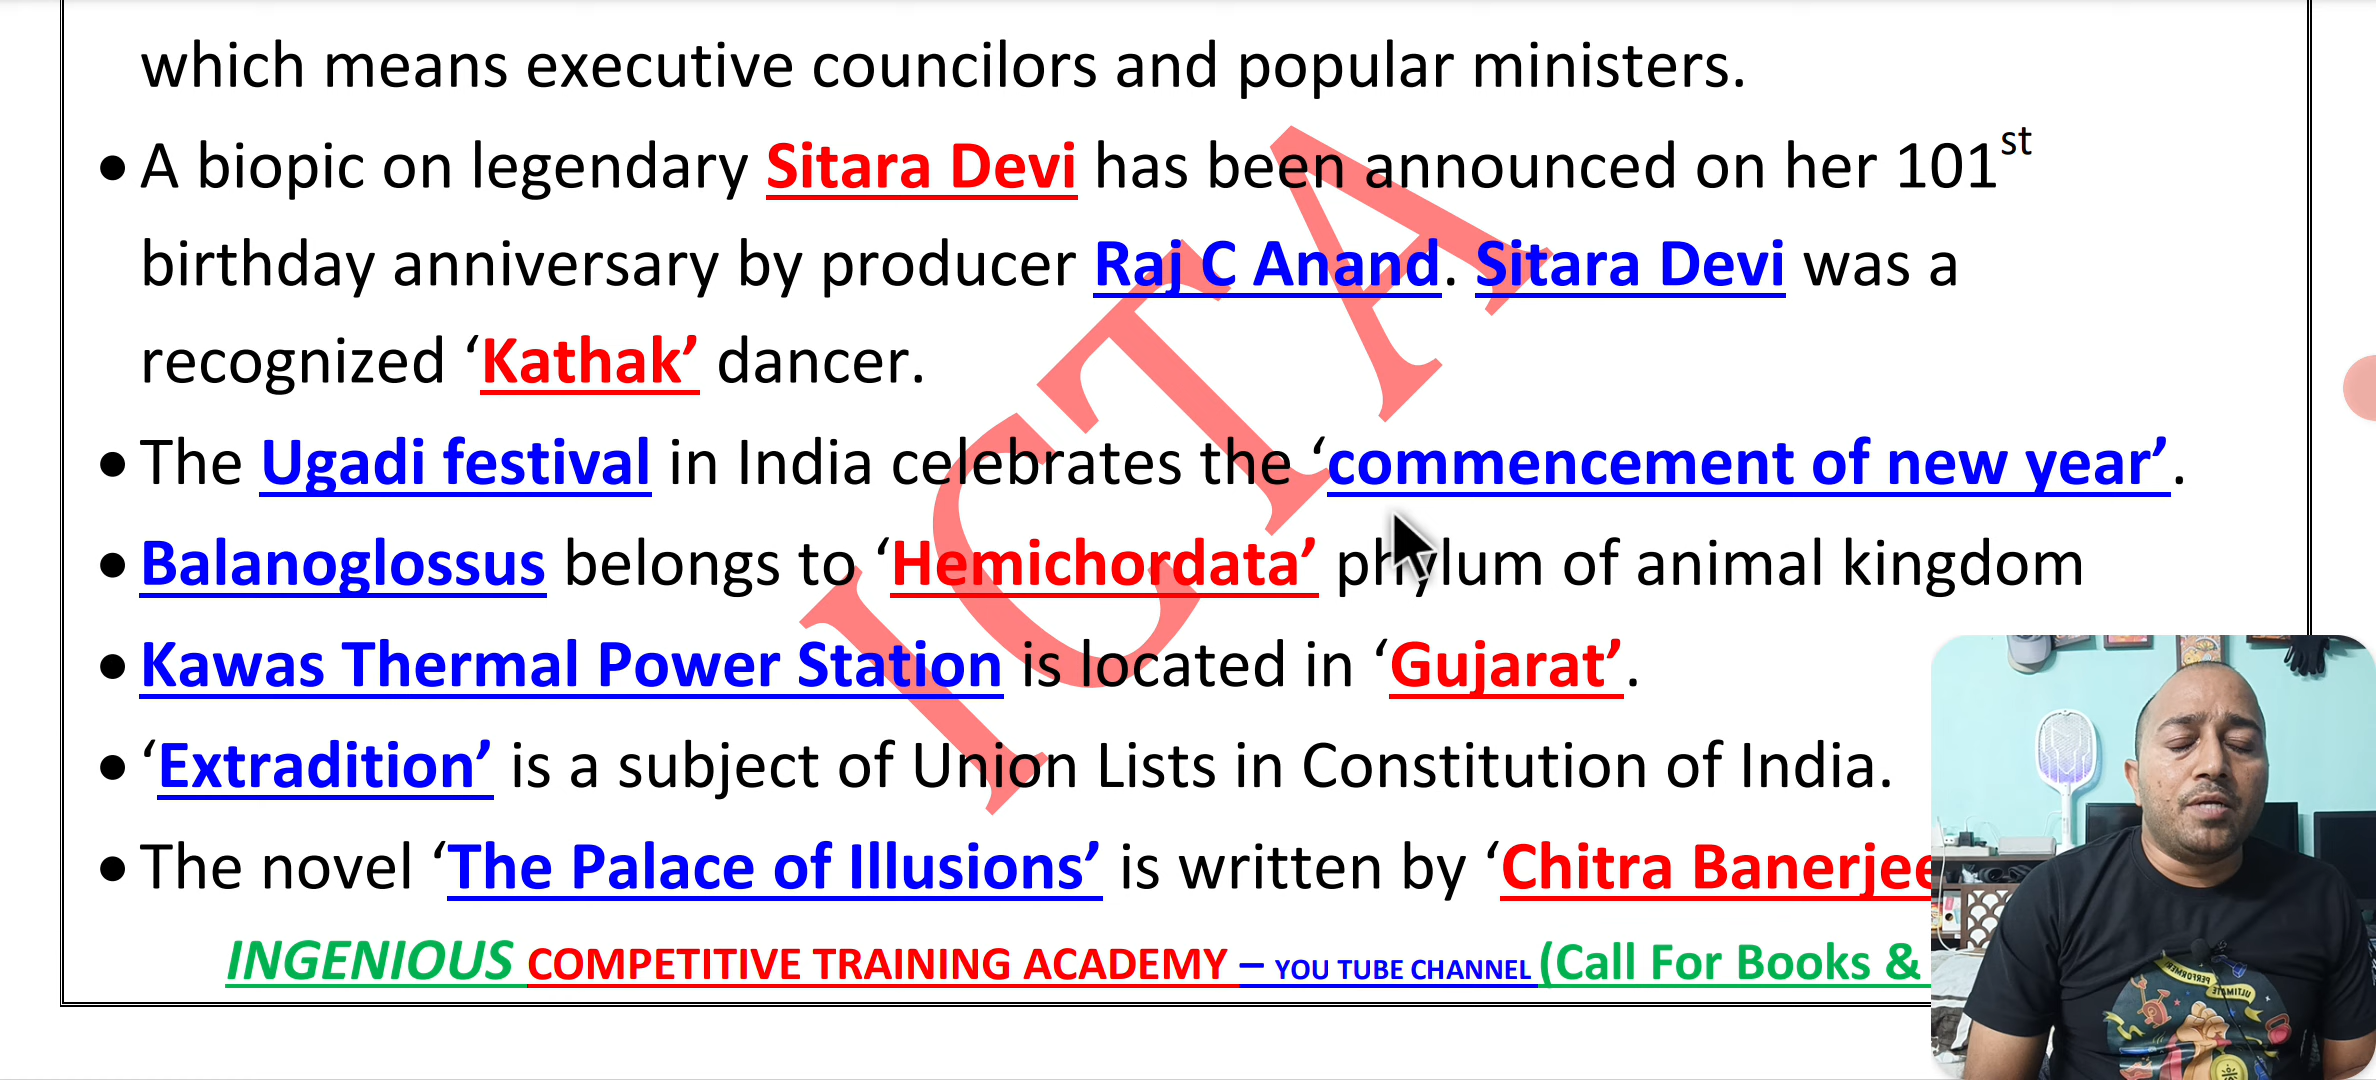 which means executive councilors and popular ministers.
• A biopic on legendary Sitara Devi has been announced on her 101st
birthday anniversary by producer Raj C Anand. Sitara Devi was a
recognized ‘Kathak’ dancer.
• The Ugadi festival in India celebrates the ‘commencement of new year’.
• Balanoglossus belongs to ‘Hemichordata’ phylum of animal kingdom
• Kawas Thermal Power Station is located in ‘Gujarat’.
• ‘Extradition’ is a subject of Union Lists in Constitution of India.
• The novel ‘The Palace of Illusions’ is written by ‘Chitra Banerjee
INGENIOUS COMPETITIVE TRAINING ACADEMY – YOU TUBE CHANNEL (Call For Books &
ICTA